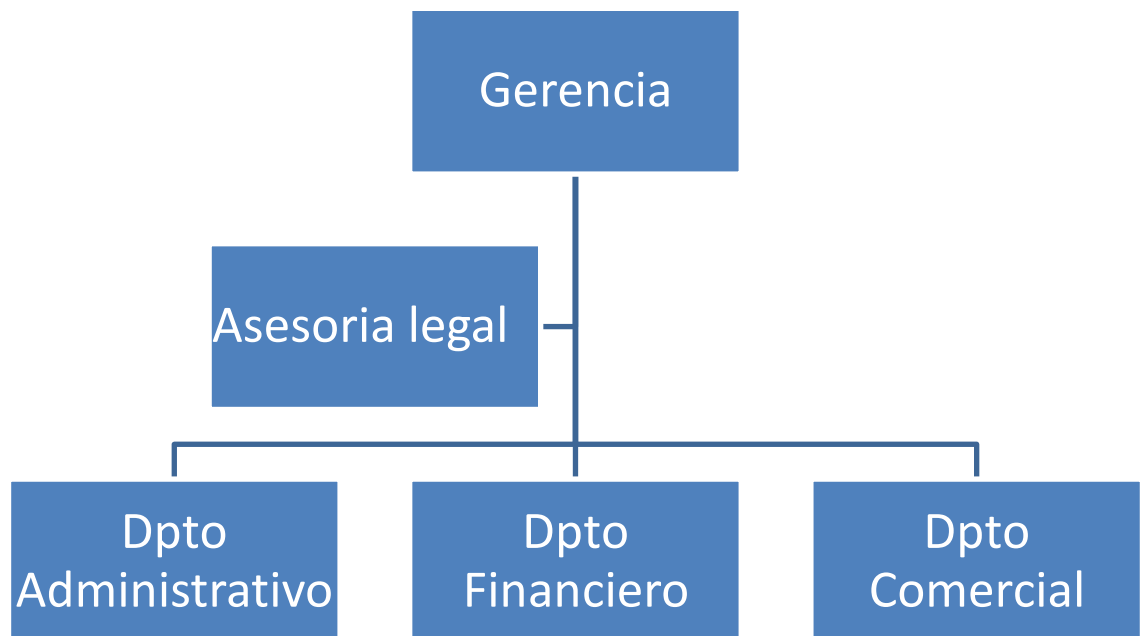 Gerencia
Asesoria legal
Dpto
Administrativo
Dpto
Financiero
Dpto
Comercial